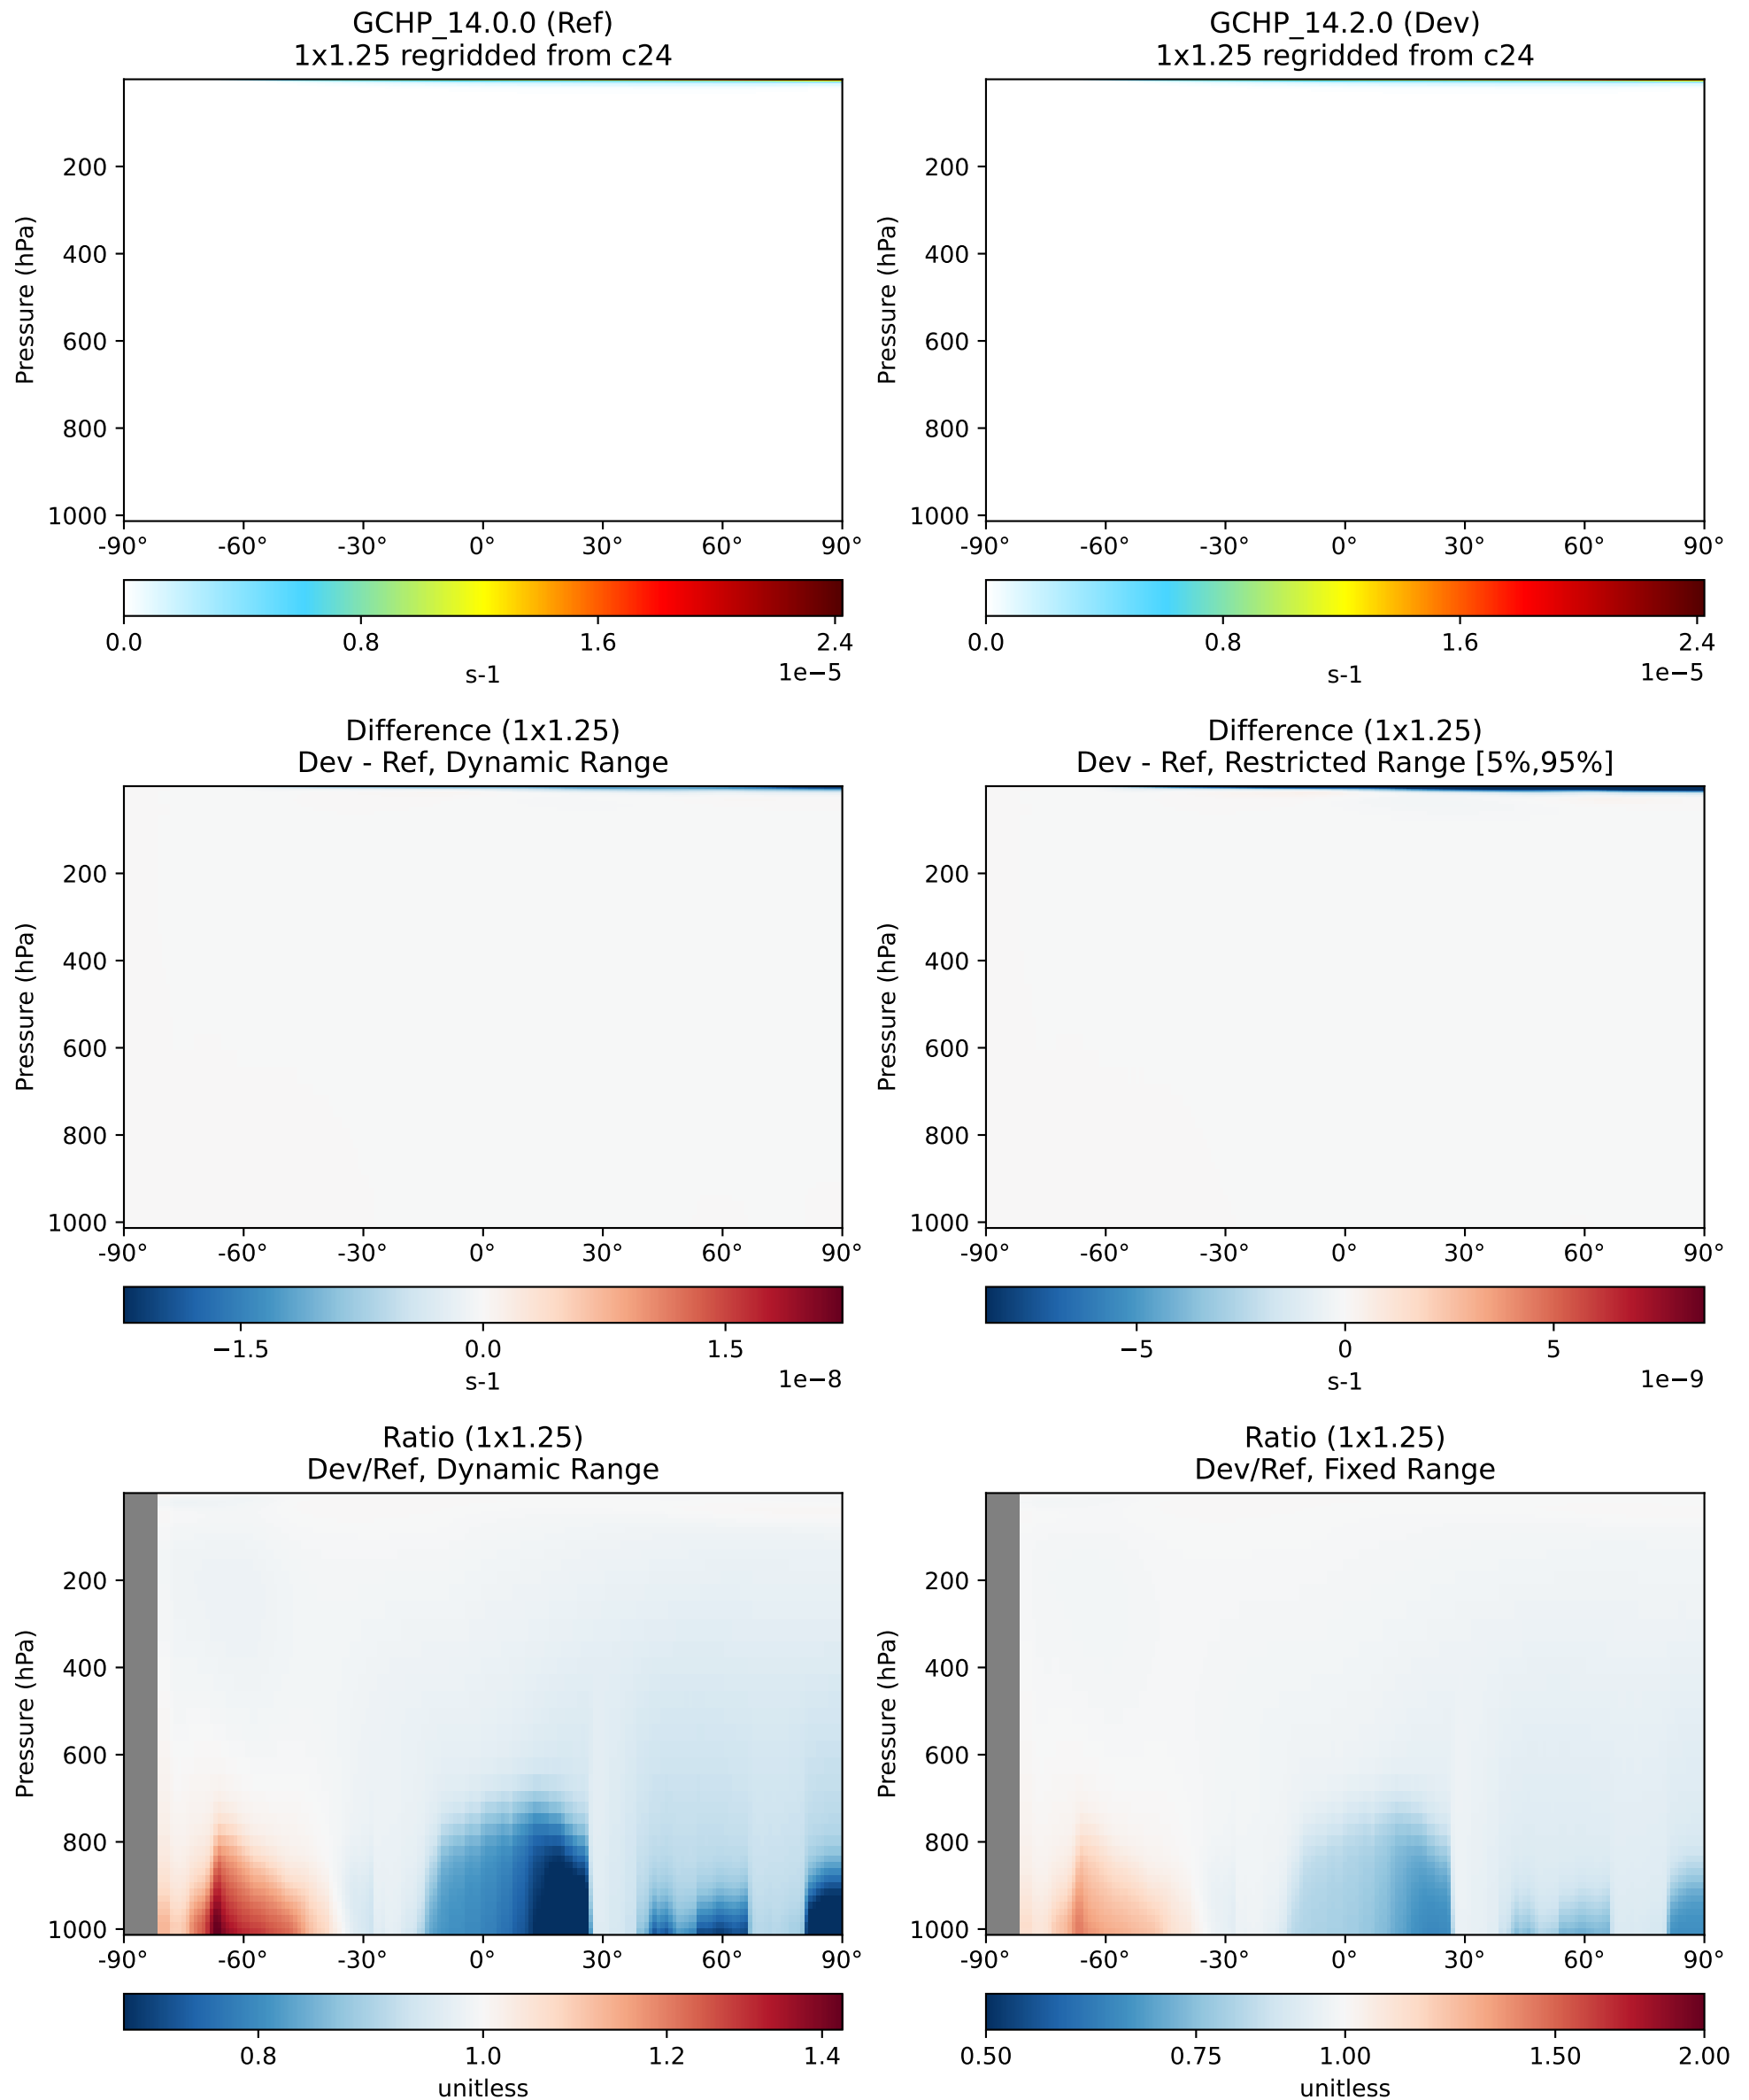 GCHP_14.0.0 (Ref)
1x1.25 regridded from c24
Pressure (hPa)
200
400
600
800
1000
-90° -60° -30° 0° 30° 60° 90°
0.0 0.8 1.6 2.4
1e−5
s-1
GCHP_14.2.0 (Dev)
1x1.25 regridded from c24
Pressure (hPa)
200
400
600
800
1000
-90° -60° -30° 0° 30° 60° 90°
0.0 0.8 1.6 2.4
1e−5
s-1
Difference (1x1.25)
Dev - Ref, Dynamic Range
Pressure (hPa)
200
400
600
800
1000
-90° -60° -30° 0° 30° 60° 90°
−1.5 0.0 1.5
1e−8
s-1
Difference (1x1.25)
Dev - Ref, Restricted Range [5%,95%]
Pressure (hPa)
200
400
600
800
1000
-90° -60° -30° 0° 30° 60° 90°
−5 0 5
1e−9
s-1
Ratio (1x1.25)
Dev/Ref, Dynamic Range
Pressure (hPa)
200
400
600
800
1000
-90° -60° -30° 0° 30° 60° 90°
0.8 1.0 1.2 1.4
unitless
Ratio (1x1.25)
Dev/Ref, Fixed Range
Pressure (hPa)
200
400
600
800
1000
-90° -60° -30° 0° 30° 60° 90°
0.50 0.75 1.00 1.50 2.00
unitless